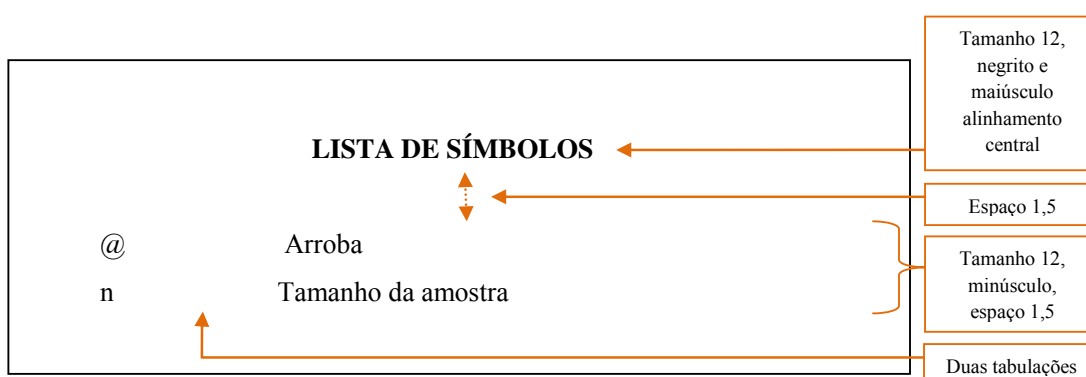 Tamanho 12,
negrito e
maiúsculo
alinhamento
central
LISTA DE SÍMBOLOS
Espaço 1,5
@ Arroba
n Tamanho da amostra
Tamanho 12,
minúsculo,
espaço 1,5
Duas tabulações